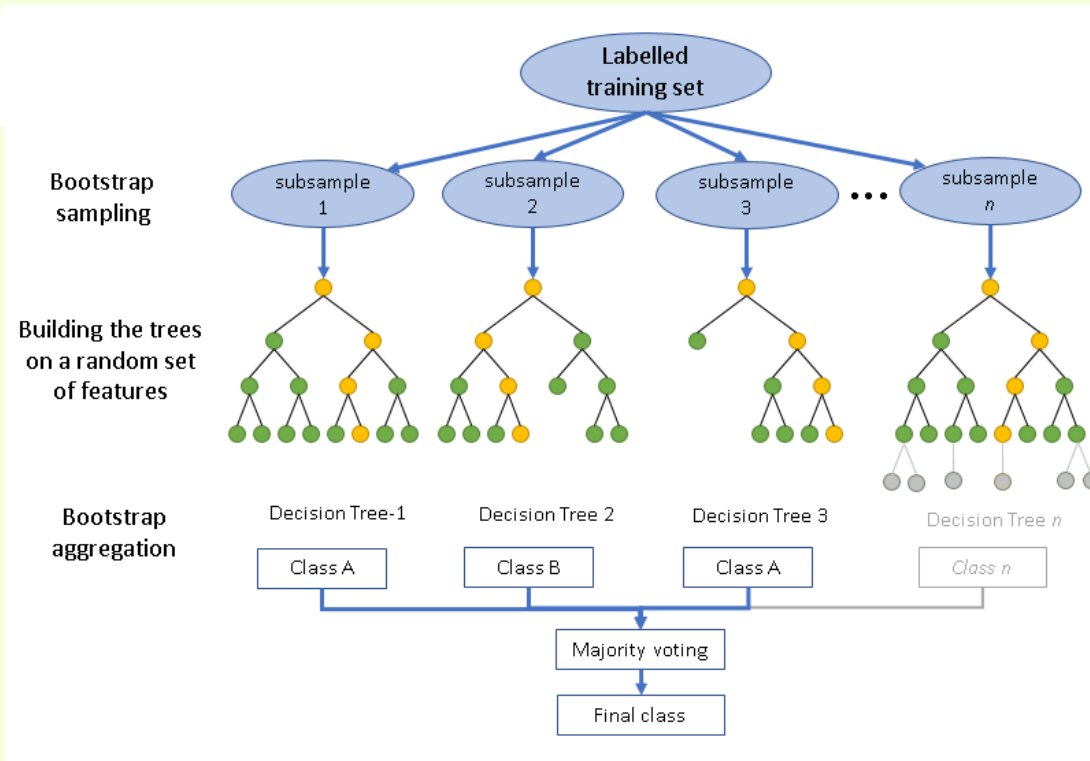 Labelled
training set
Bootstrap
sampling
subsample
1
subsample
2
subsample
3
•••
subsample
n
Building the trees
on a random set
of features
Bootstrap
aggregation
Decision Tree-1
Decision Tree 2
Decision Tree 3
Decision Tree n
Class A
Class B
Class A
Class n
Majority voting
Final class